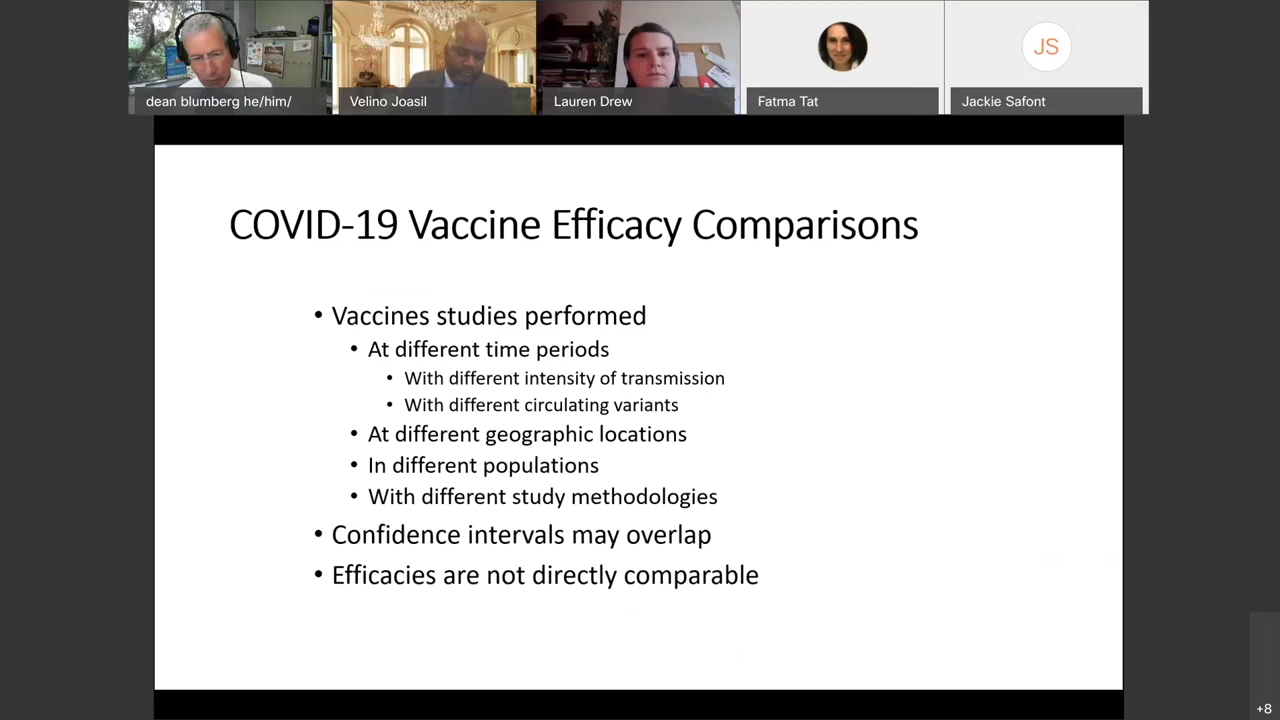 dean blumberg he/him/
Velino Joasil
Lauren Drew
Fatma Tat
JS
Jackie Safont
COVID-19 Vaccine Efficacy Comparisons
• Vaccines studies performed
• At different time periods
• With different intensity of transmission
• With different circulating variants
• At different geographic locations
• In different populations
• With different study methodologies
• Confidence intervals may overlap
• Efficacies are not directly comparable
+8